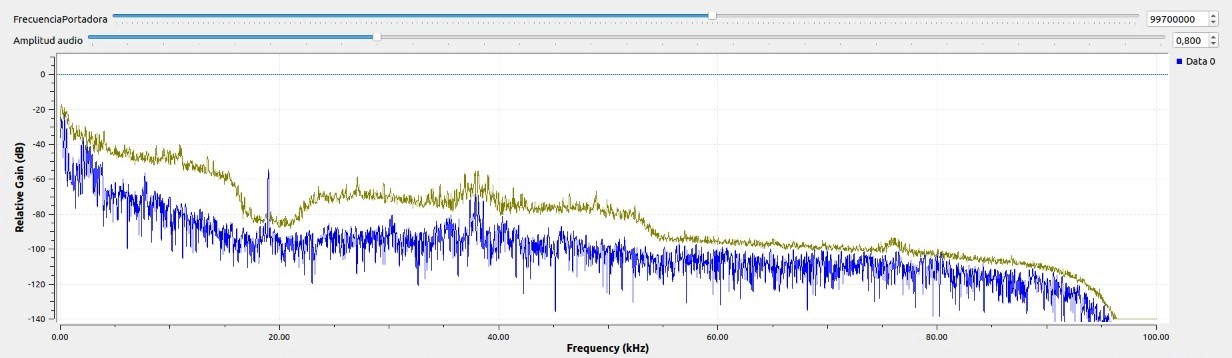 FrecuenciaPortadora 99700000
Amplitud audio 0,800
Data 0
0
-20
-40
-60
-80
-100
-120
-140
Relative Gain (dB)
0.00 20.00 40.00 60.00 80.00 100.00
Frequency (kHz)